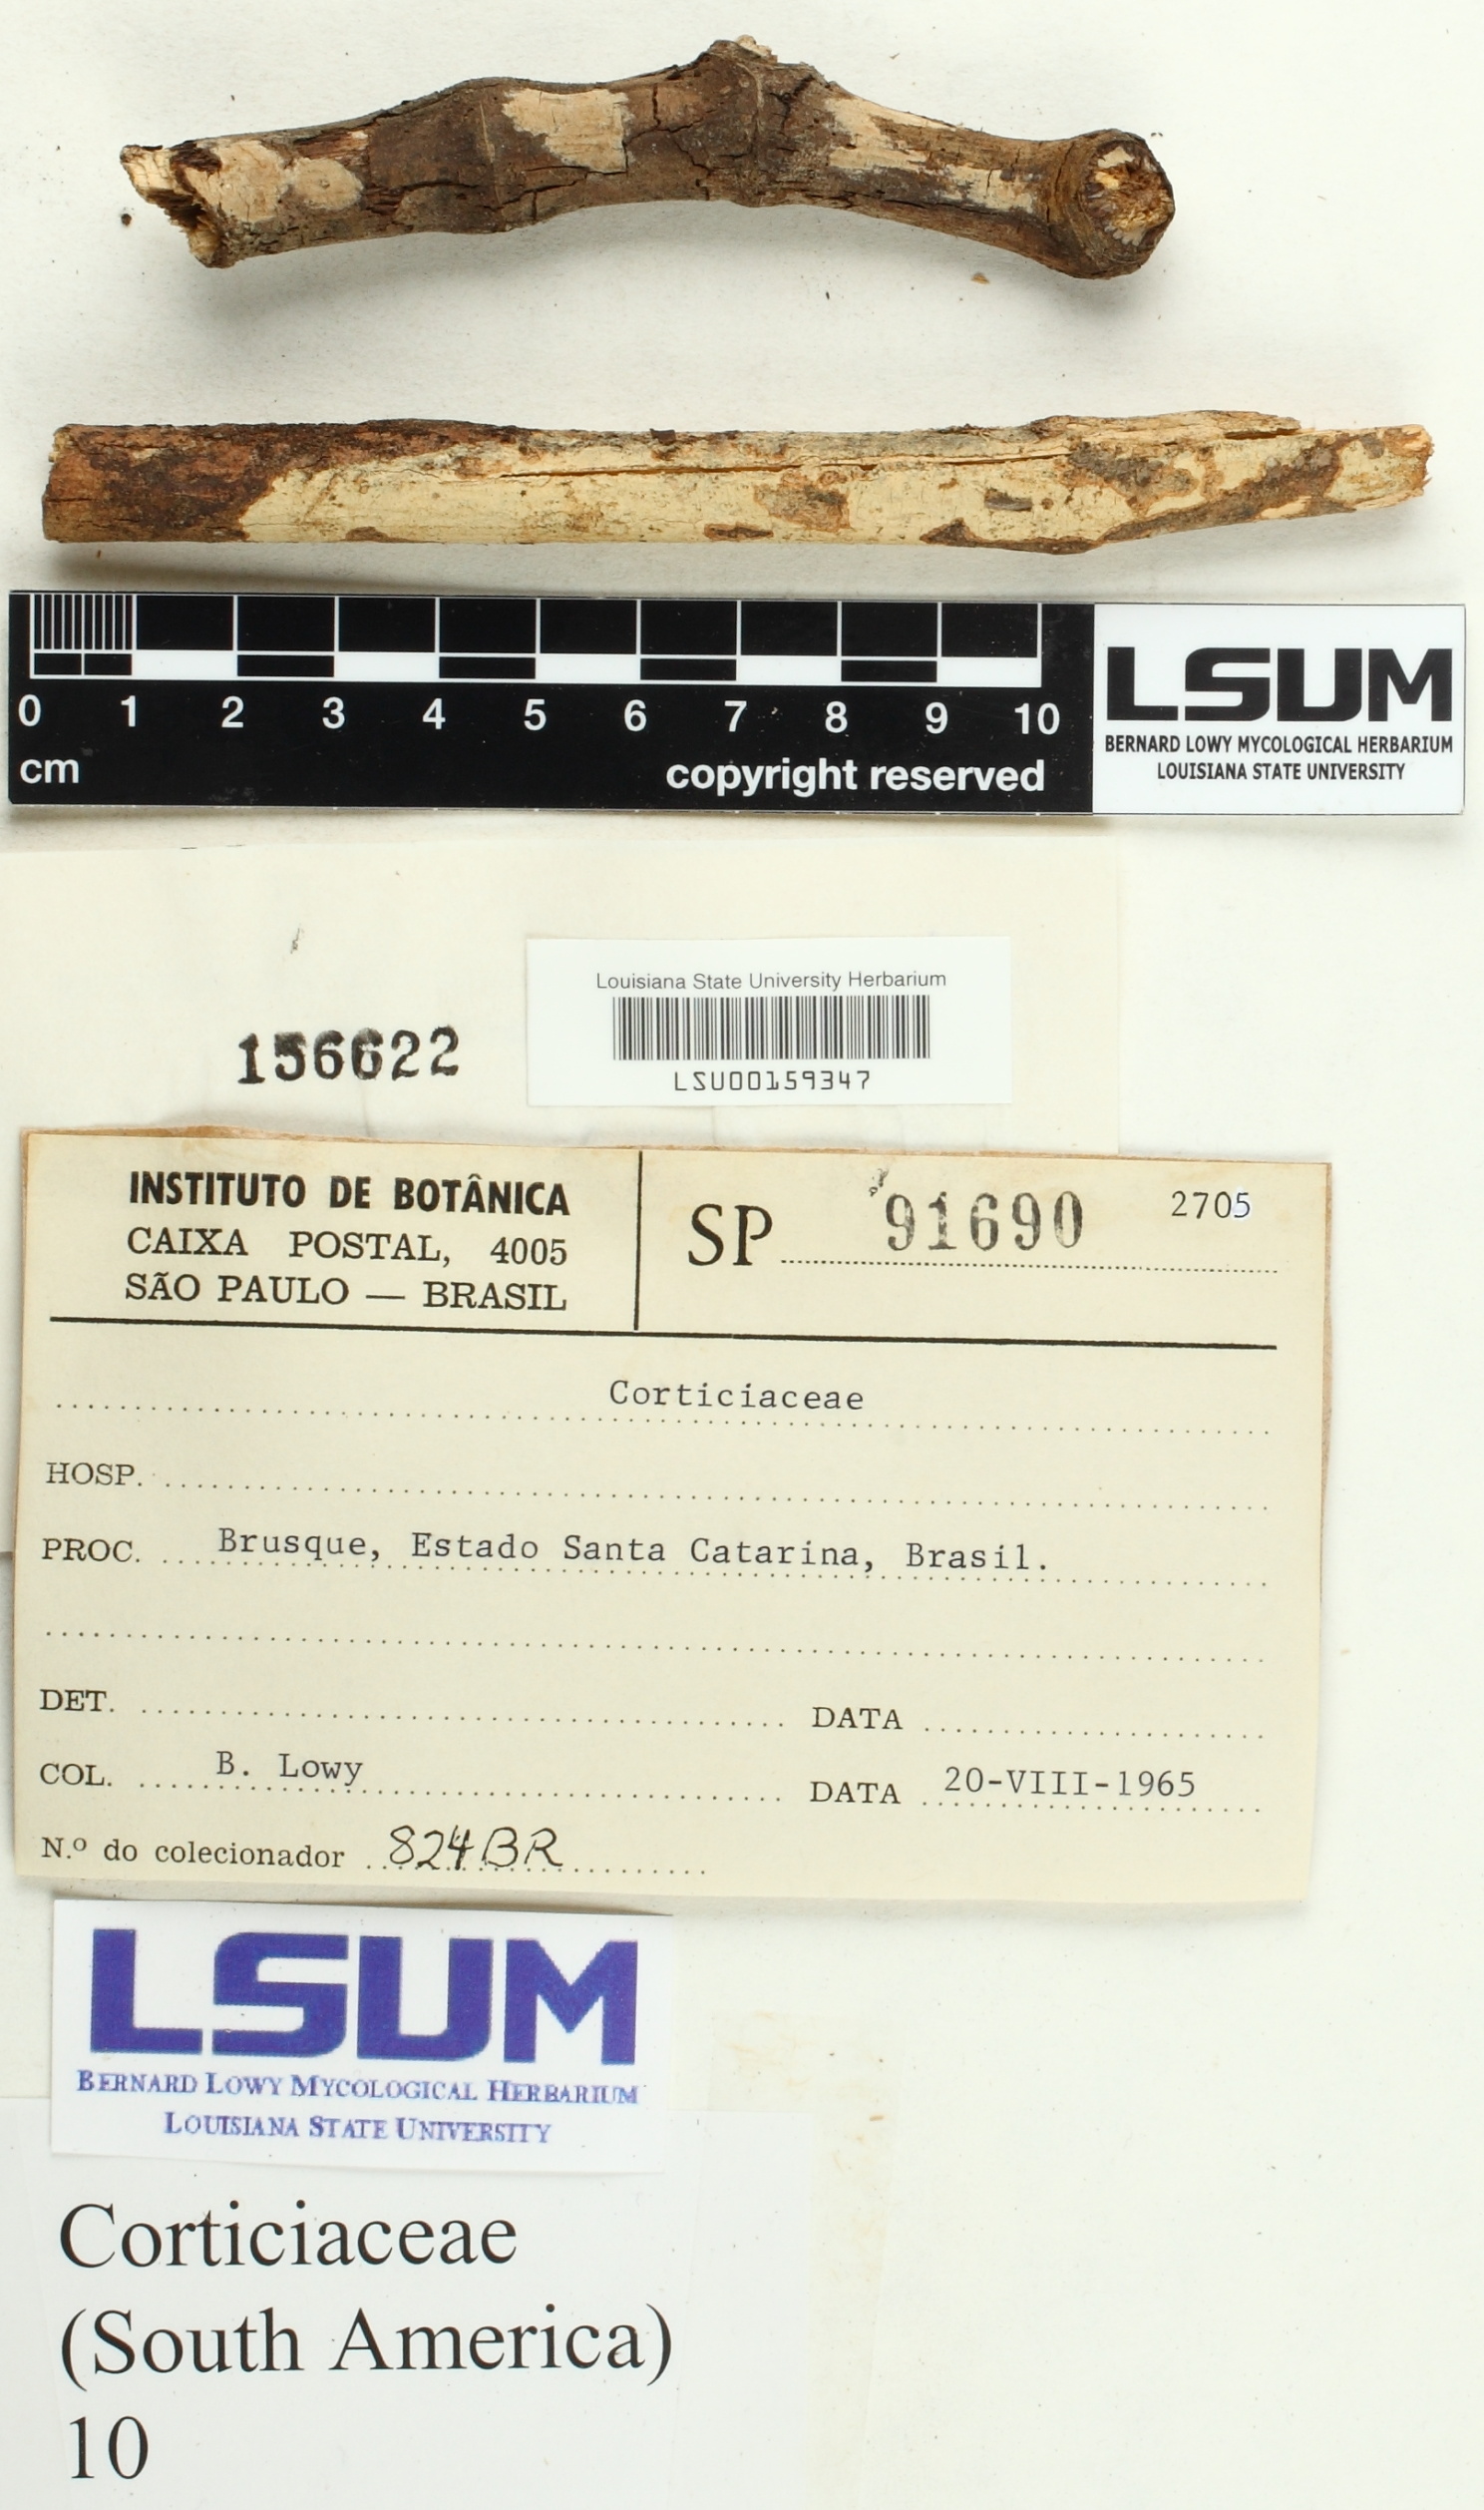 0 1 2 3 4 5 6 7 8 9 10
cm
copyright reserved
LSUM
BERNARD LOWY MYCOLOGICAL HERBARIUM
LOUISIANA STATE UNIVERSITY
Louisiana State University Herbarium
LSU00159347
156622
INSTITUTO DE BOTÂNICA
CAIXA POSTAL, 4005
SÃO PAULO — BRASIL
SP 91690 2705
Corticiaceae
HOSP.
PROC. Brusque, Estado Santa Catarina, Brasil.
DET. DATA
COL. B. Lowy DATA 20-VIII-1965
N.º do colecionador 824BR
LSUM
BERNARD LOWY MYCOLOGICAL HERBARIUM
LOUISIANA STATE UNIVERSITY
Corticiaceae
(South America)
10